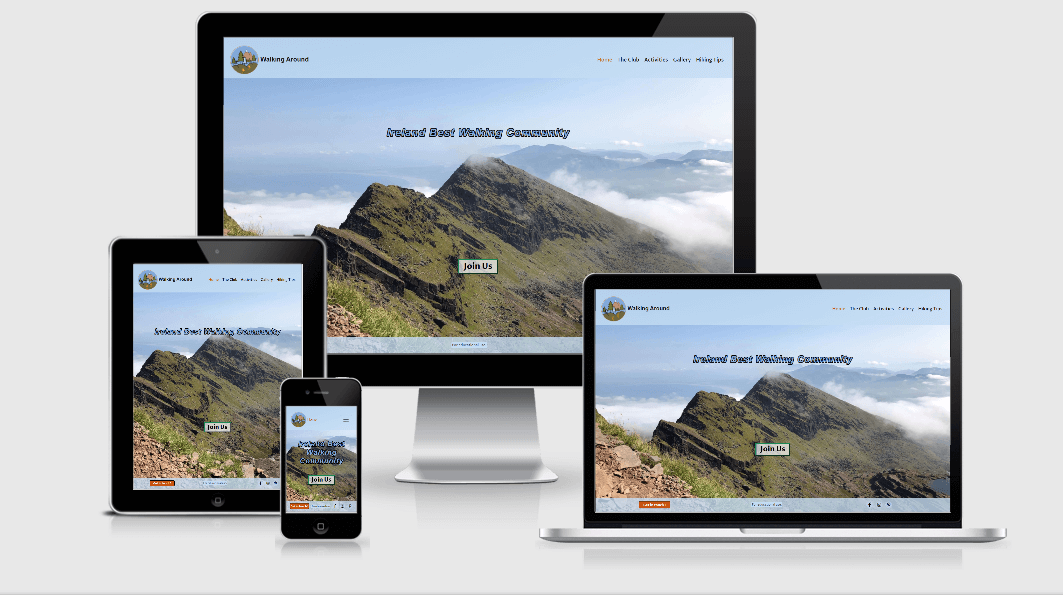 Walking Around
Home The Club Activities Gallery Hiking Tips
Ireland Best Walking Community
Join Us
Walking Around
Home The Club Activities Gallery Hiking Tips
Ireland Best Walking Community
Join Us
Ireland Best
Walking
Community
Join Us
Walking Around
Home The Club Activities Gallery Hiking Tips
Ireland Best Walking Community
Join Us